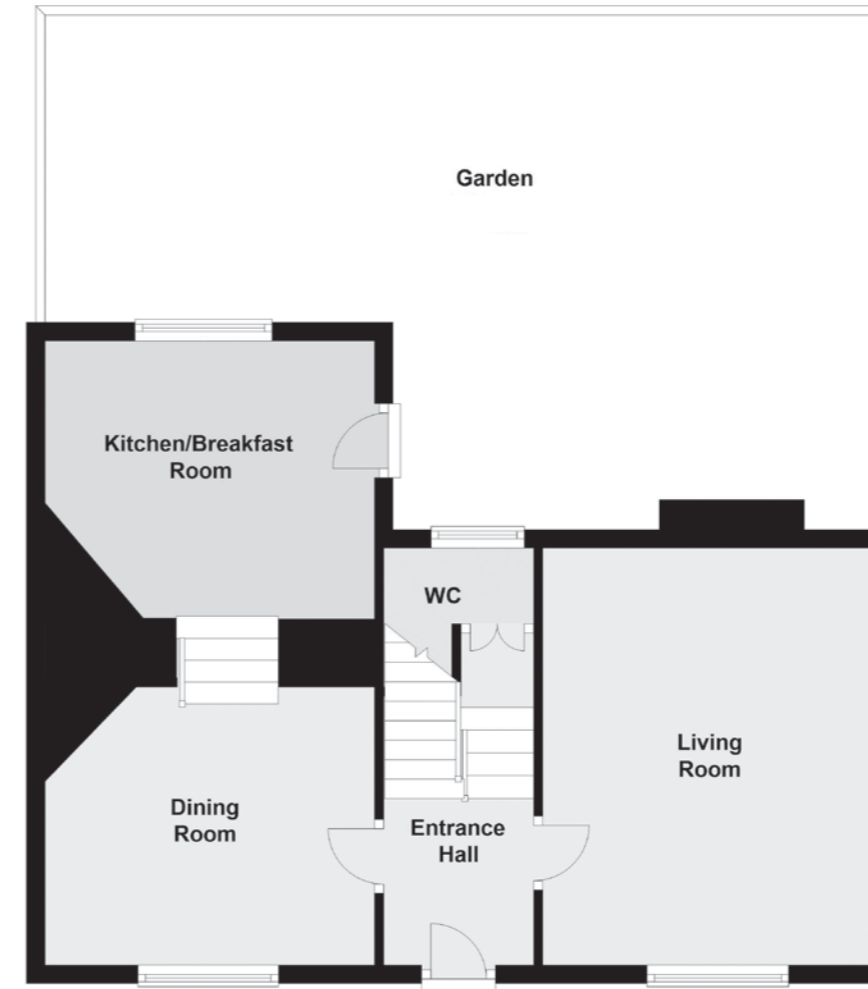 Garden
Kitchen/Breakfast
Room
WC
Living
Room
Dining
Room
Entrance
Hall